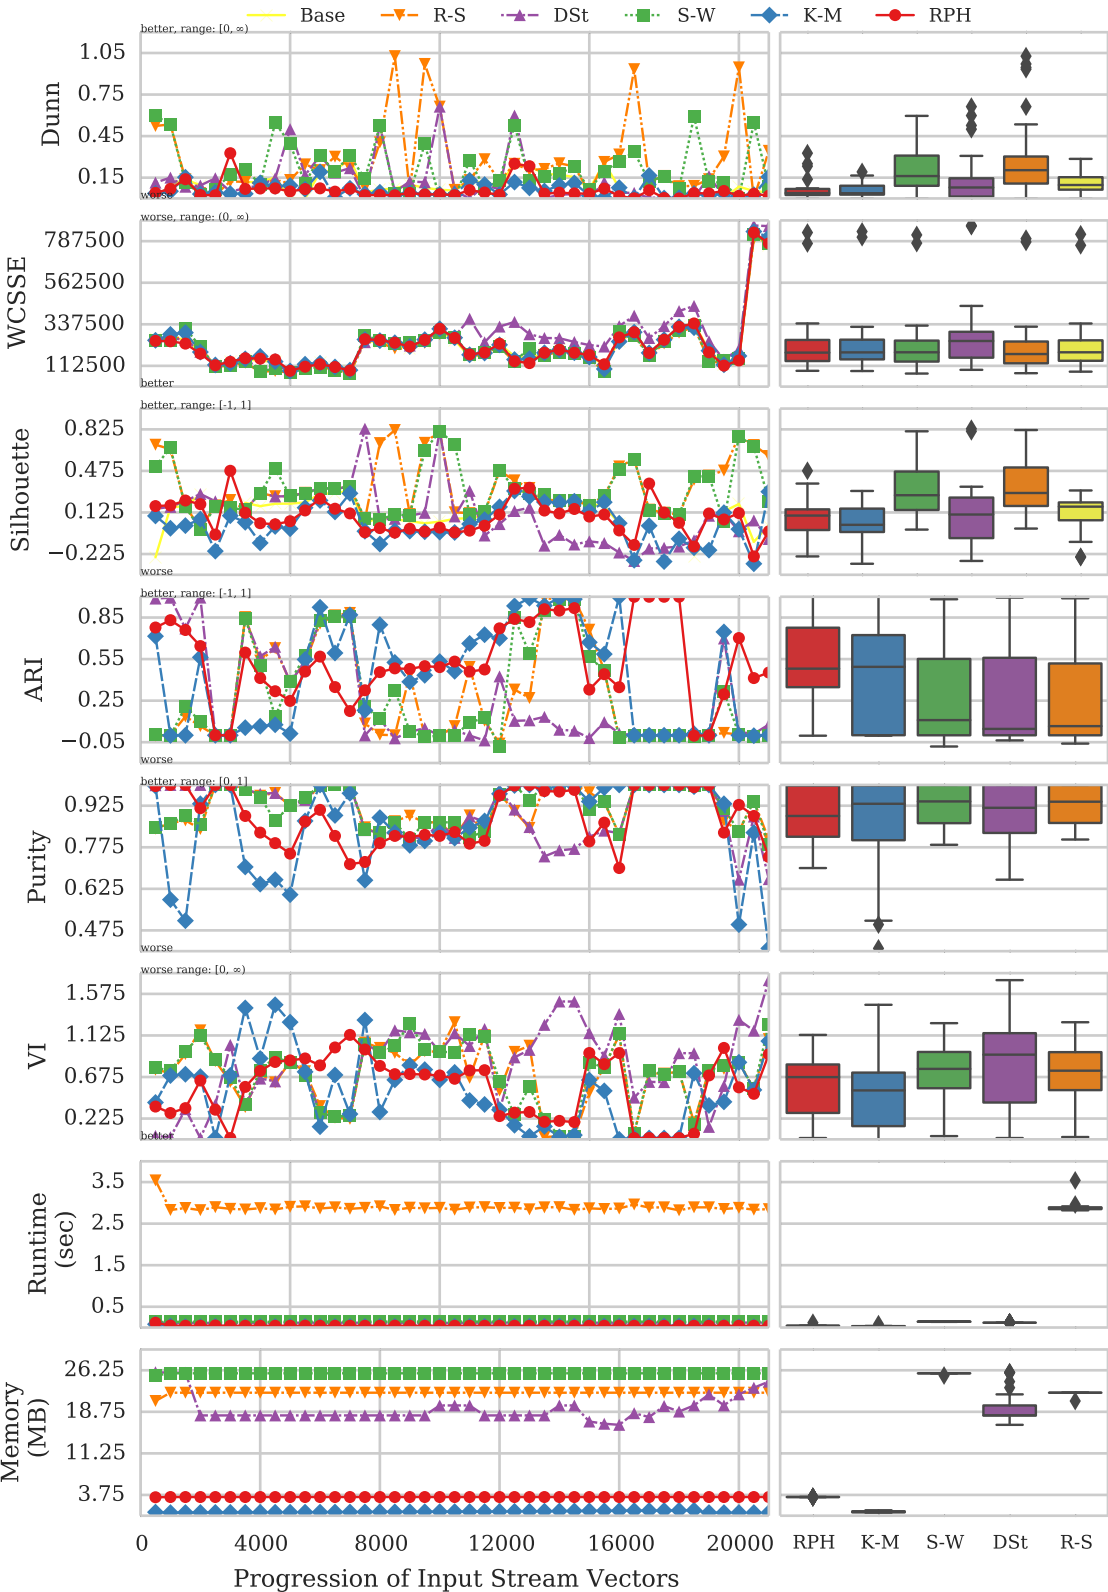 Base R-S DSt S-W K-M RPH
better, range: [0, ∞)
Dunn
1.05
0.75
0.45
0.15
worse
worse, range: (0, ∞)
WCSSE
787500
562500
337500
112500
better
better, range: [-1, 1]
Silhouette
0.825
0.475
0.125
−0.225
worse
better, range: [-1, 1]
ARI
0.85
0.55
0.25
−0.05
worse
better, range: [0, 1]
Purity
0.925
0.775
0.625
0.475
worse
worse range: [0, ∞)
VI
1.575
1.125
0.675
0.225
better
Runtime
(sec)
3.5
2.5
1.5
0.5
Memory
(MB)
26.25
18.75
11.25
3.75
0 4000 8000 12000 16000 20000
RPH K-M S-W DSt R-S
Progression of Input Stream Vectors